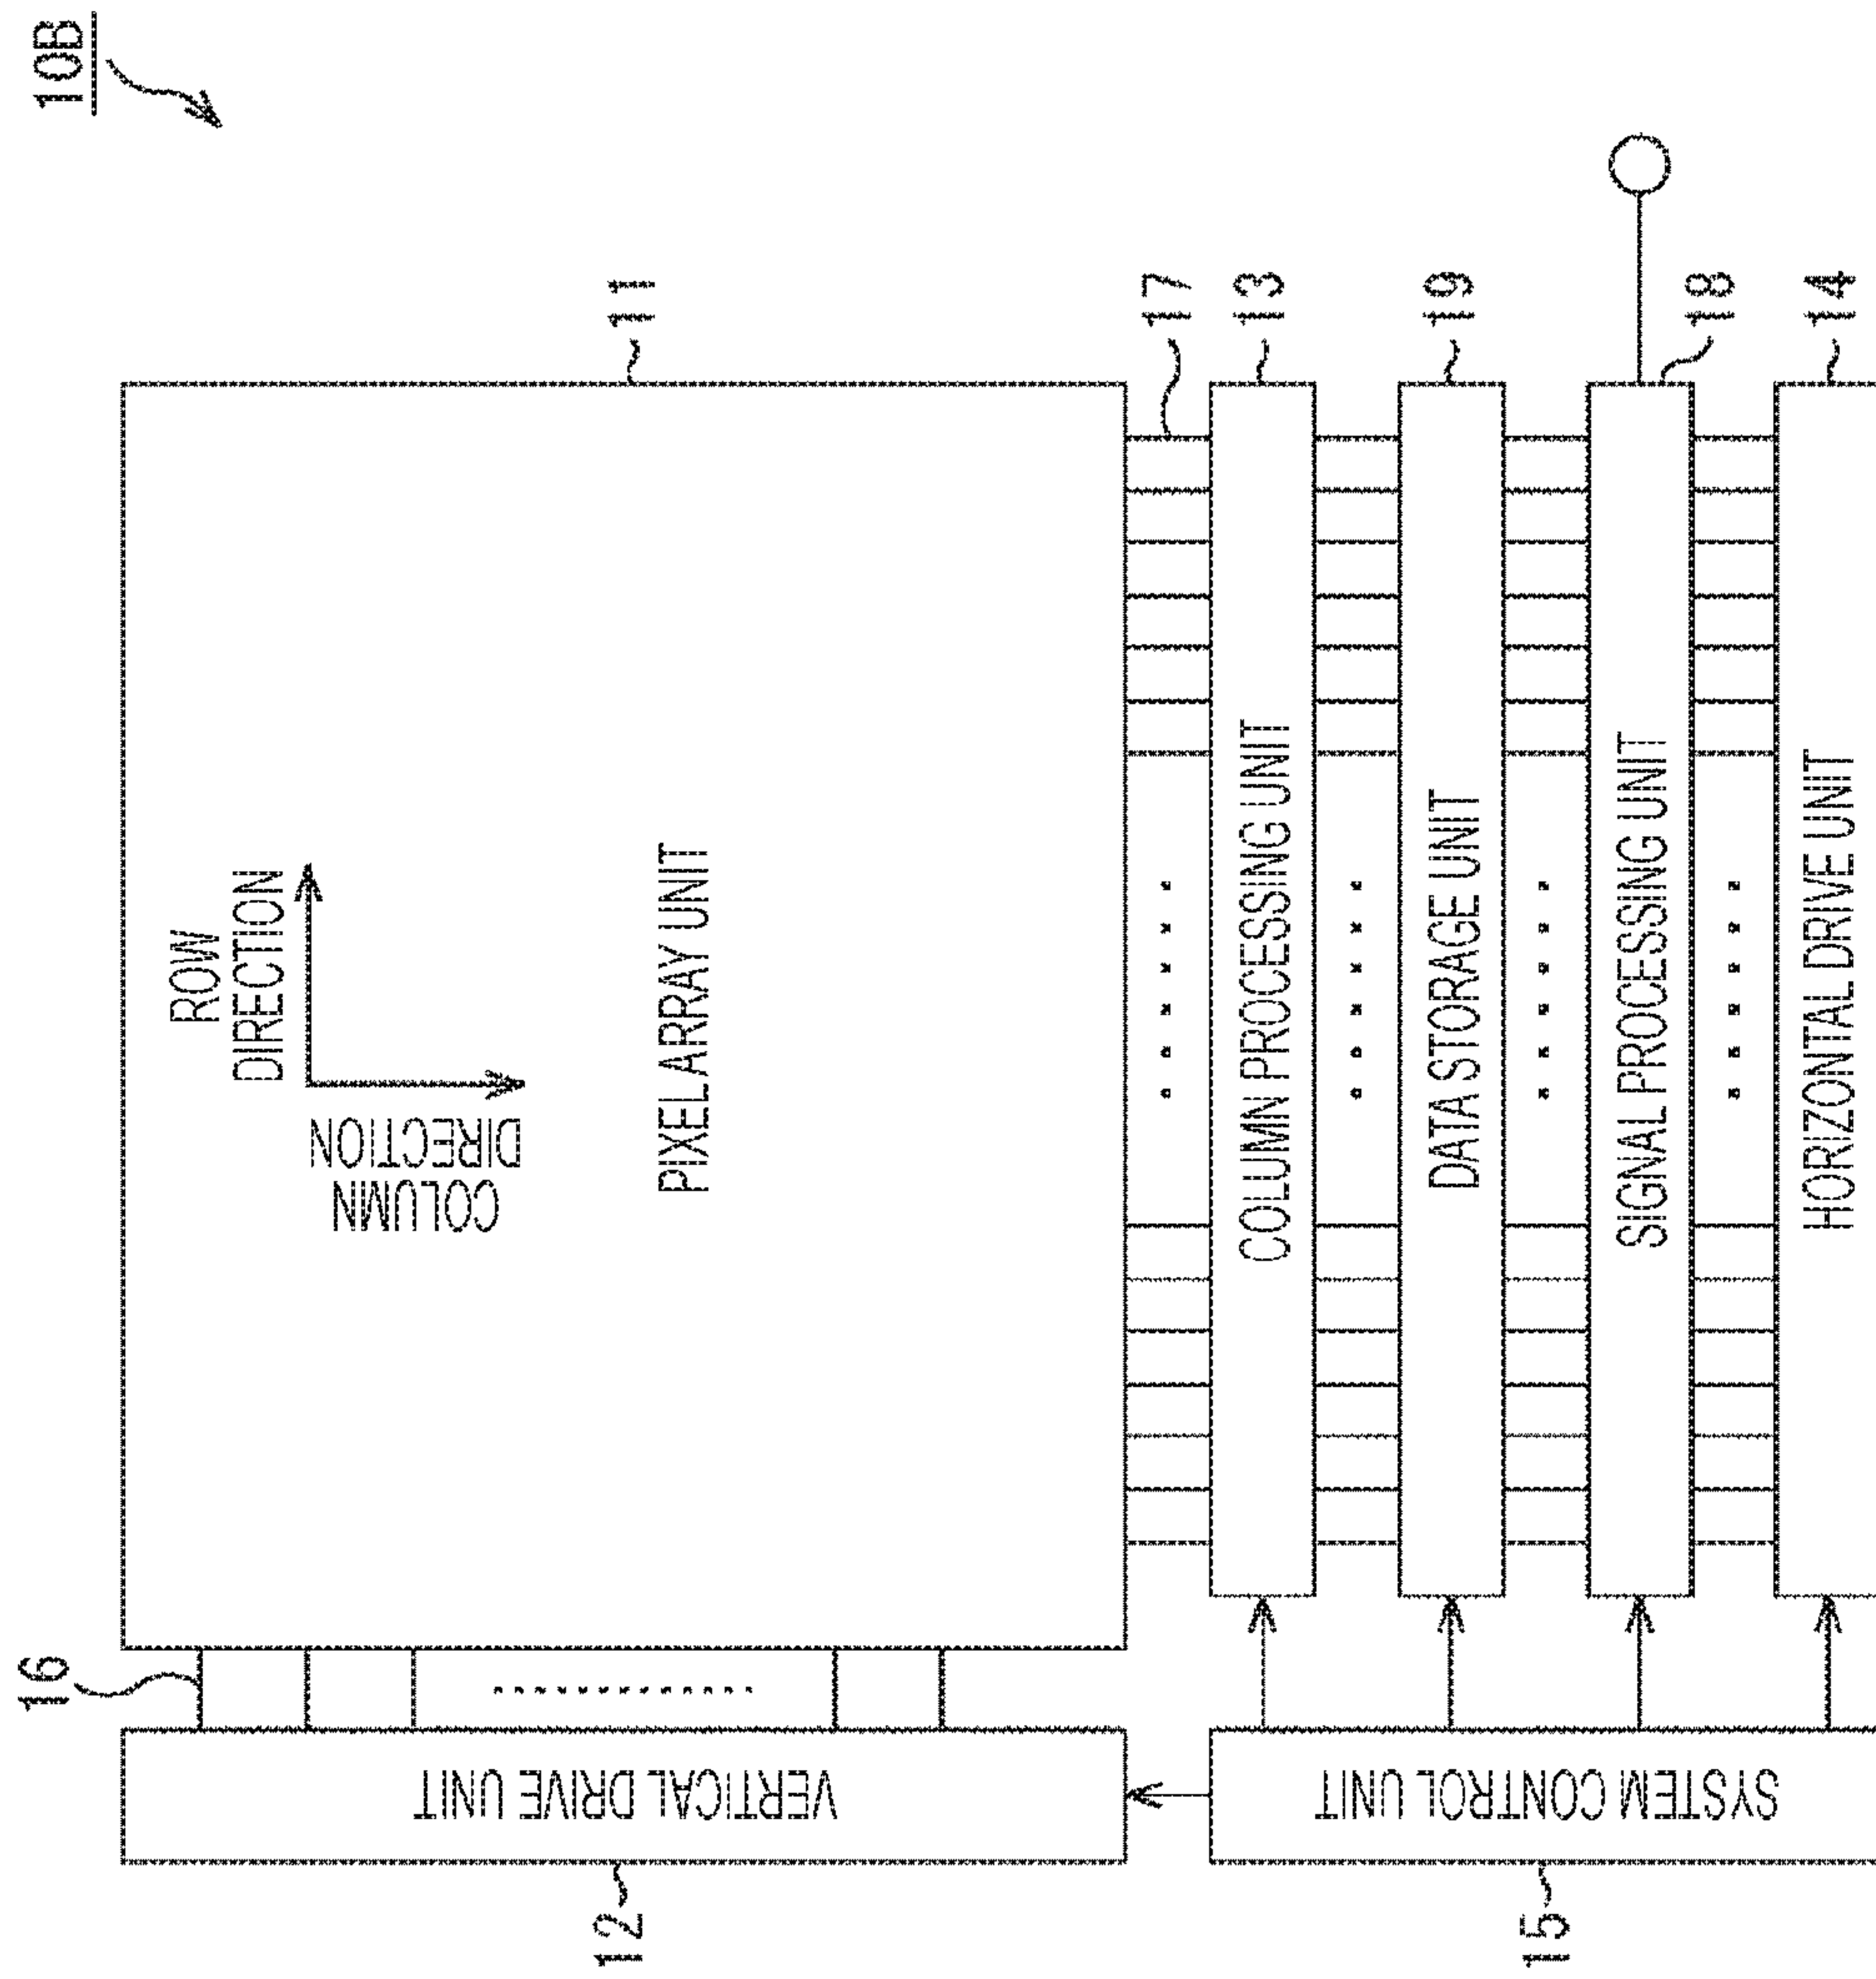 10B
ROW
DIRECTION
COLUMN
DIRECTION
PIXEL ARRAY UNIT
11
16
VERTICAL DRIVE UNIT
12
17
COLUMN PROCESSING UNIT
13
DATA STORAGE UNIT
19
SIGNAL PROCESSING UNIT
18
HORIZONTAL DRIVE UNIT
14
SYSTEM CONTROL UNIT
15